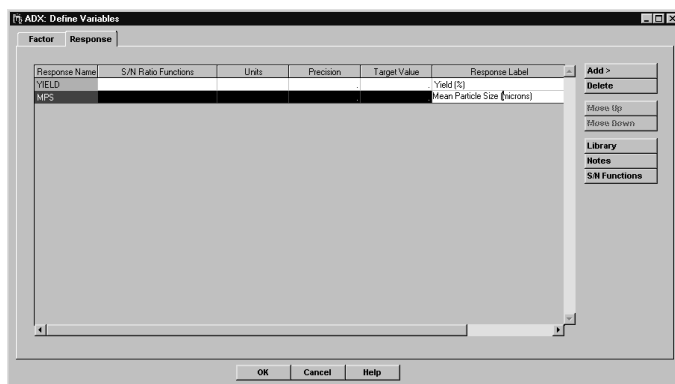 ADX: Define Variables
Factor Response
Response Name S/N Ratio Functions Units Precision Target Value Response Label
YIELD . . Yield (%)
MPS . . Mean Particle Size (microns)
Add >
Delete
Move Up
Move Down
Library
Notes
S/N Functions
OK Cancel Help